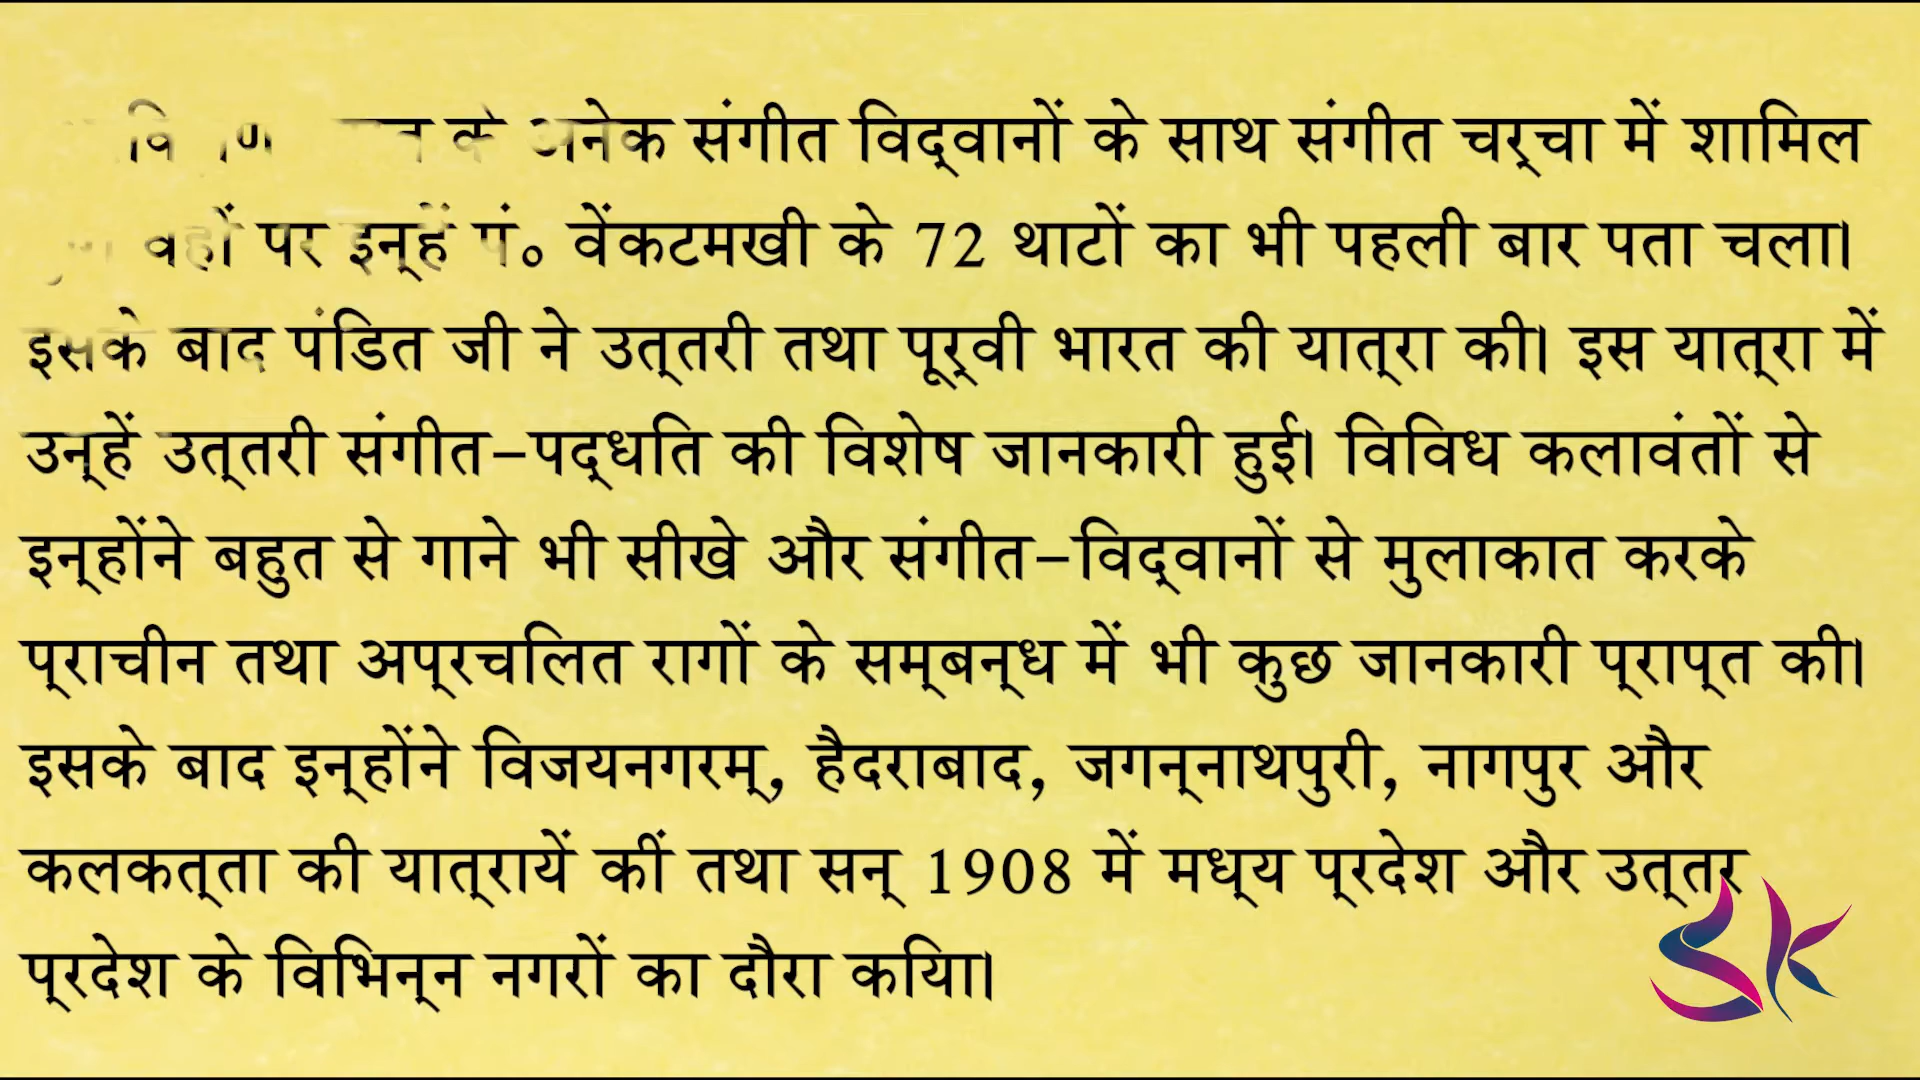 के अनेक संगीत विद्‌वानों के साथ संगीत चर्‌चा में शामिल
वहाँ पर इन्‌हें पं० वेंकटमखी के 72 थाटों का भी पहली बार पता चला।
इसके बाद पंडित जी ने उत्‌तरी तथा पूर्‌वी भारत की यात्‌रा की। इस यात्‌रा में
उन्‌हें उत्‌तरी संगीत-पद्‌धति की विशेष जानकारी हुई। विविध कलावंतों से
इन्‌होंने बहुत से गाने भी सीखे और संगीत-विद्‌वानों से मुलाकात करके
प्‌राचीन तथा अप्‌रचलित रागों के सम्‌बन्‌ध में भी कुछ जानकारी प्‌राप्‌त की।
इसके बाद इन्‌होंने विजयनगरम्, हैदराबाद, जगन्‌नाथपुरी, नागपुर और
कलकत्‌ता की यात्‌रायें कीं तथा सन् 1908 में मध्‌य प्‌रदेश और उत्‌तर
प्‌रदेश के विभिन्‌न नगरों का दौरा कयिा।
SK